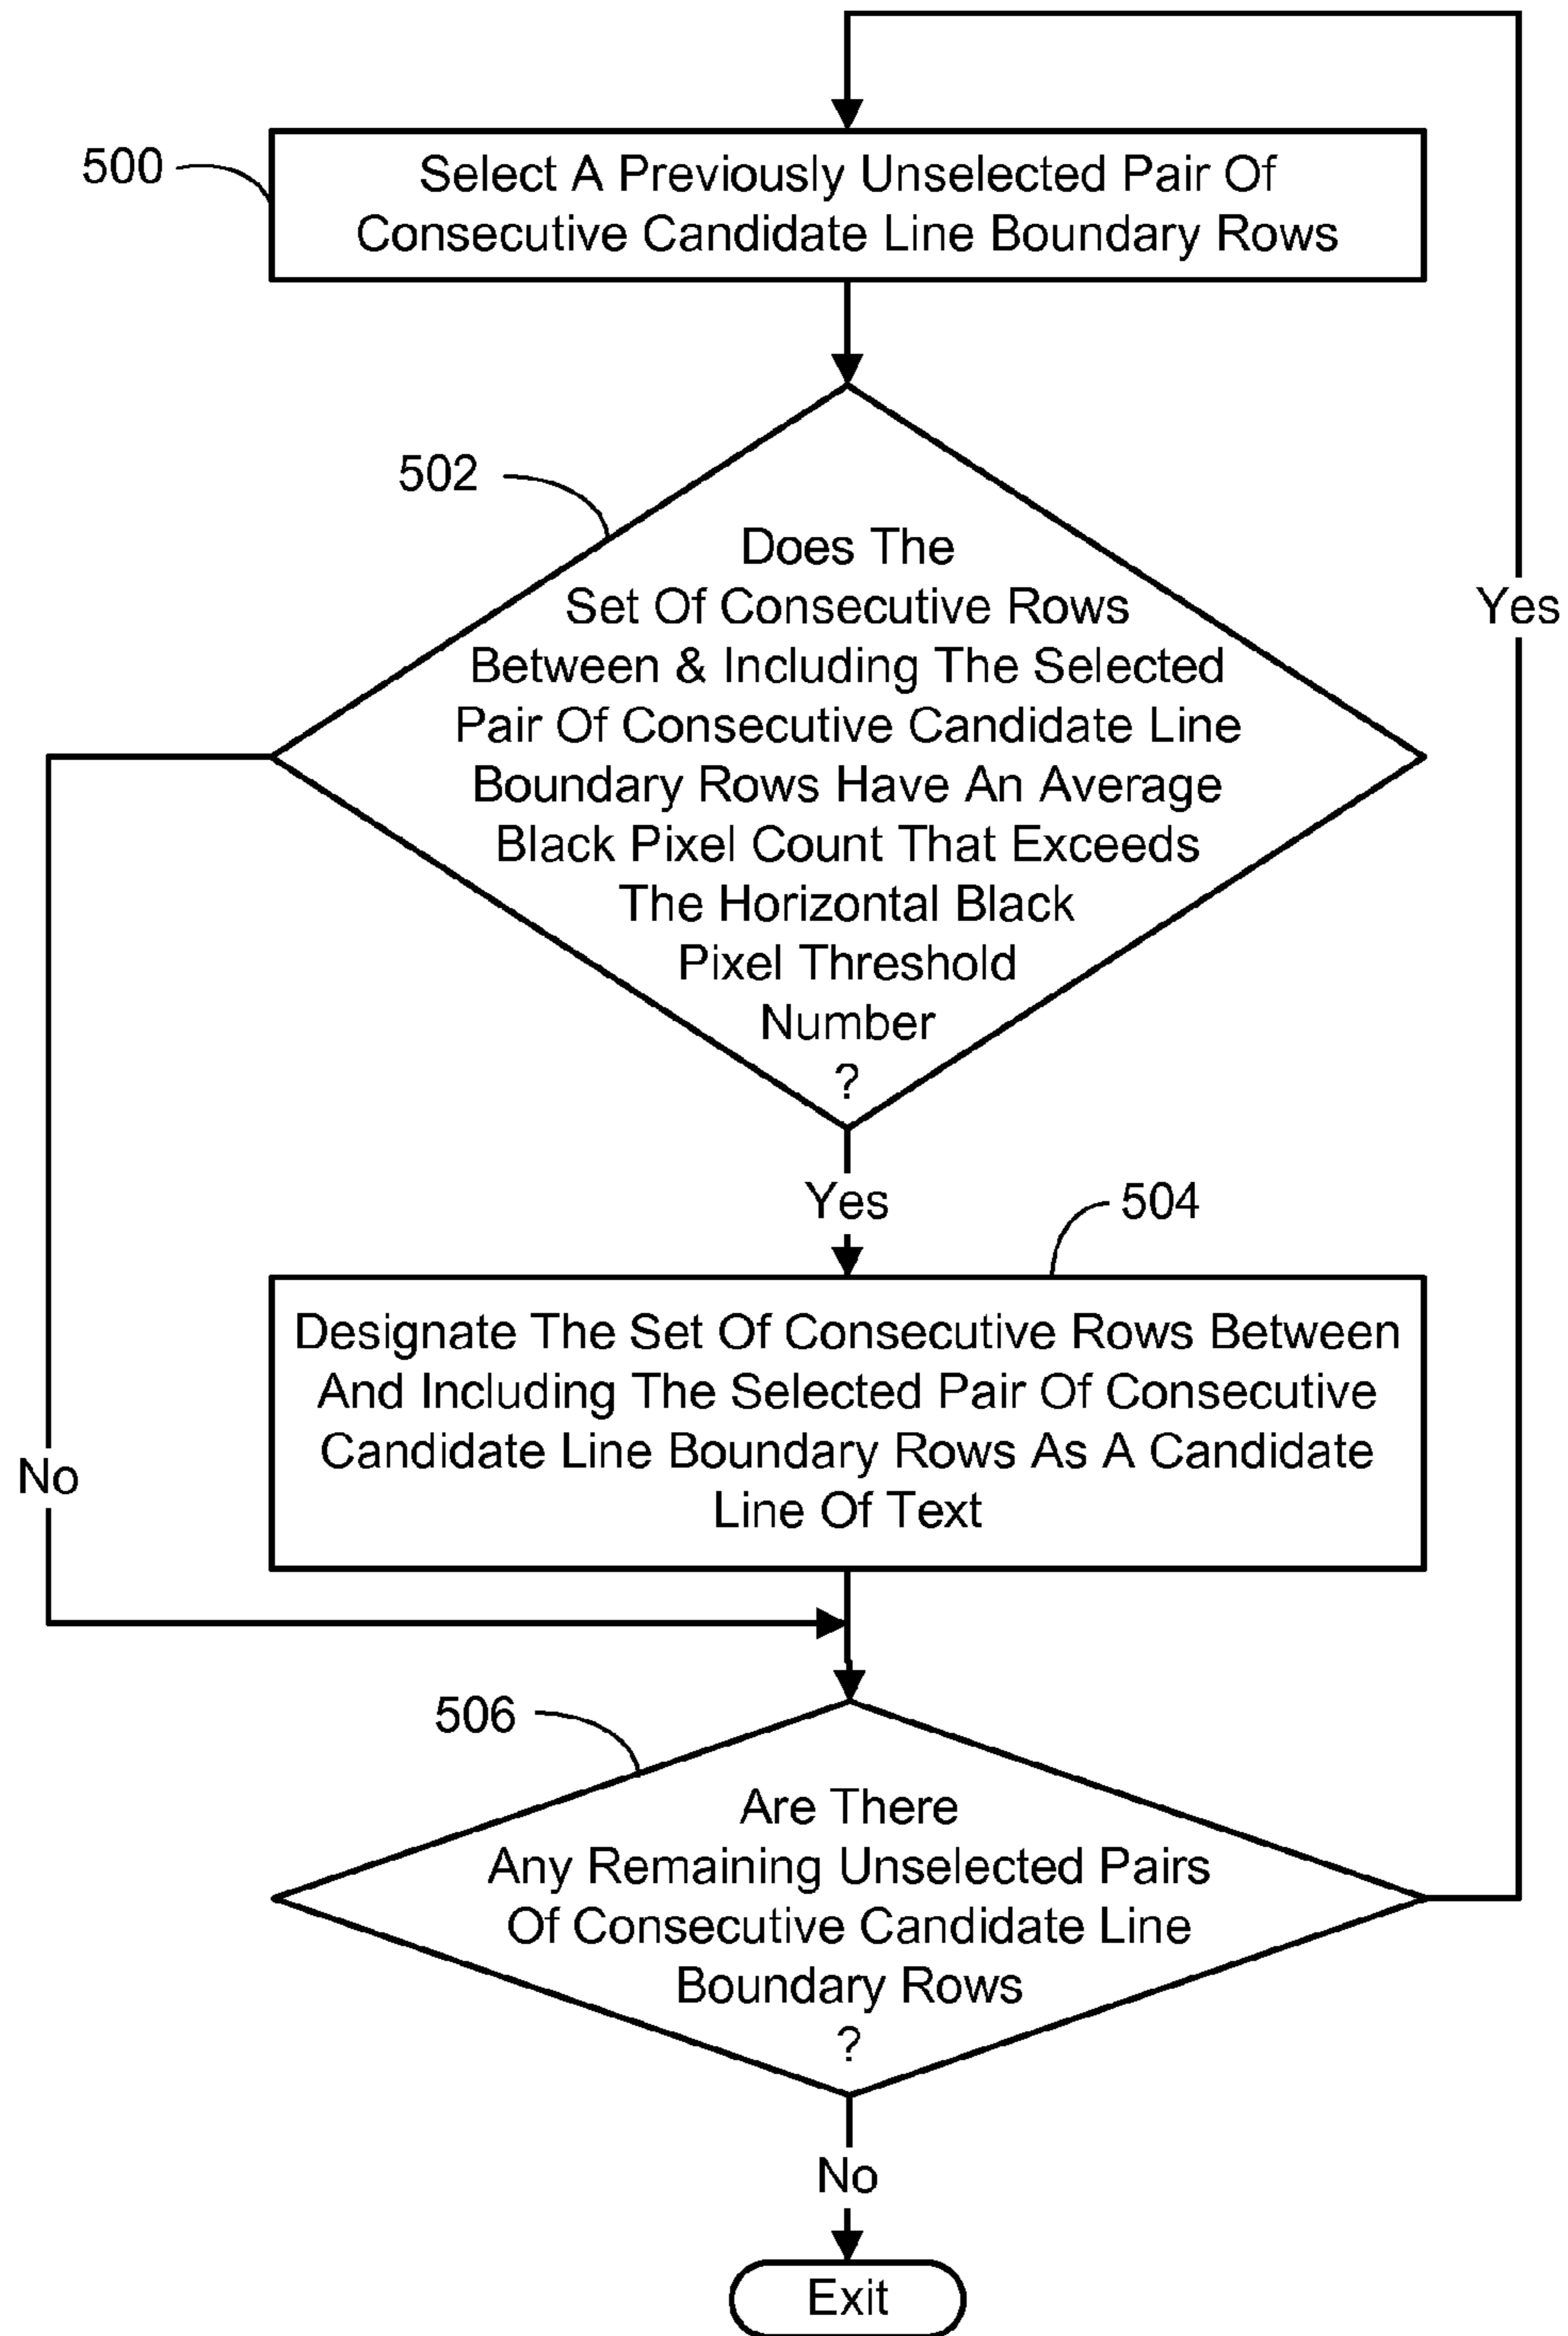 500
Select A Previously Unselected Pair Of
Consecutive Candidate Line Boundary Rows
502
Does The
Set Of Consecutive Rows
Between & Including The Selected
Pair Of Consecutive Candidate Line
Boundary Rows Have An Average
Black Pixel Count That Exceeds
The Horizontal Black
Pixel Threshold
Number
?
Yes
Yes
504
Designate The Set Of Consecutive Rows Between
And Including The Selected Pair Of Consecutive
Candidate Line Boundary Rows As A Candidate
Line Of Text
No
506
Are There
Any Remaining Unselected Pairs
Of Consecutive Candidate Line
Boundary Rows
?
No
Exit